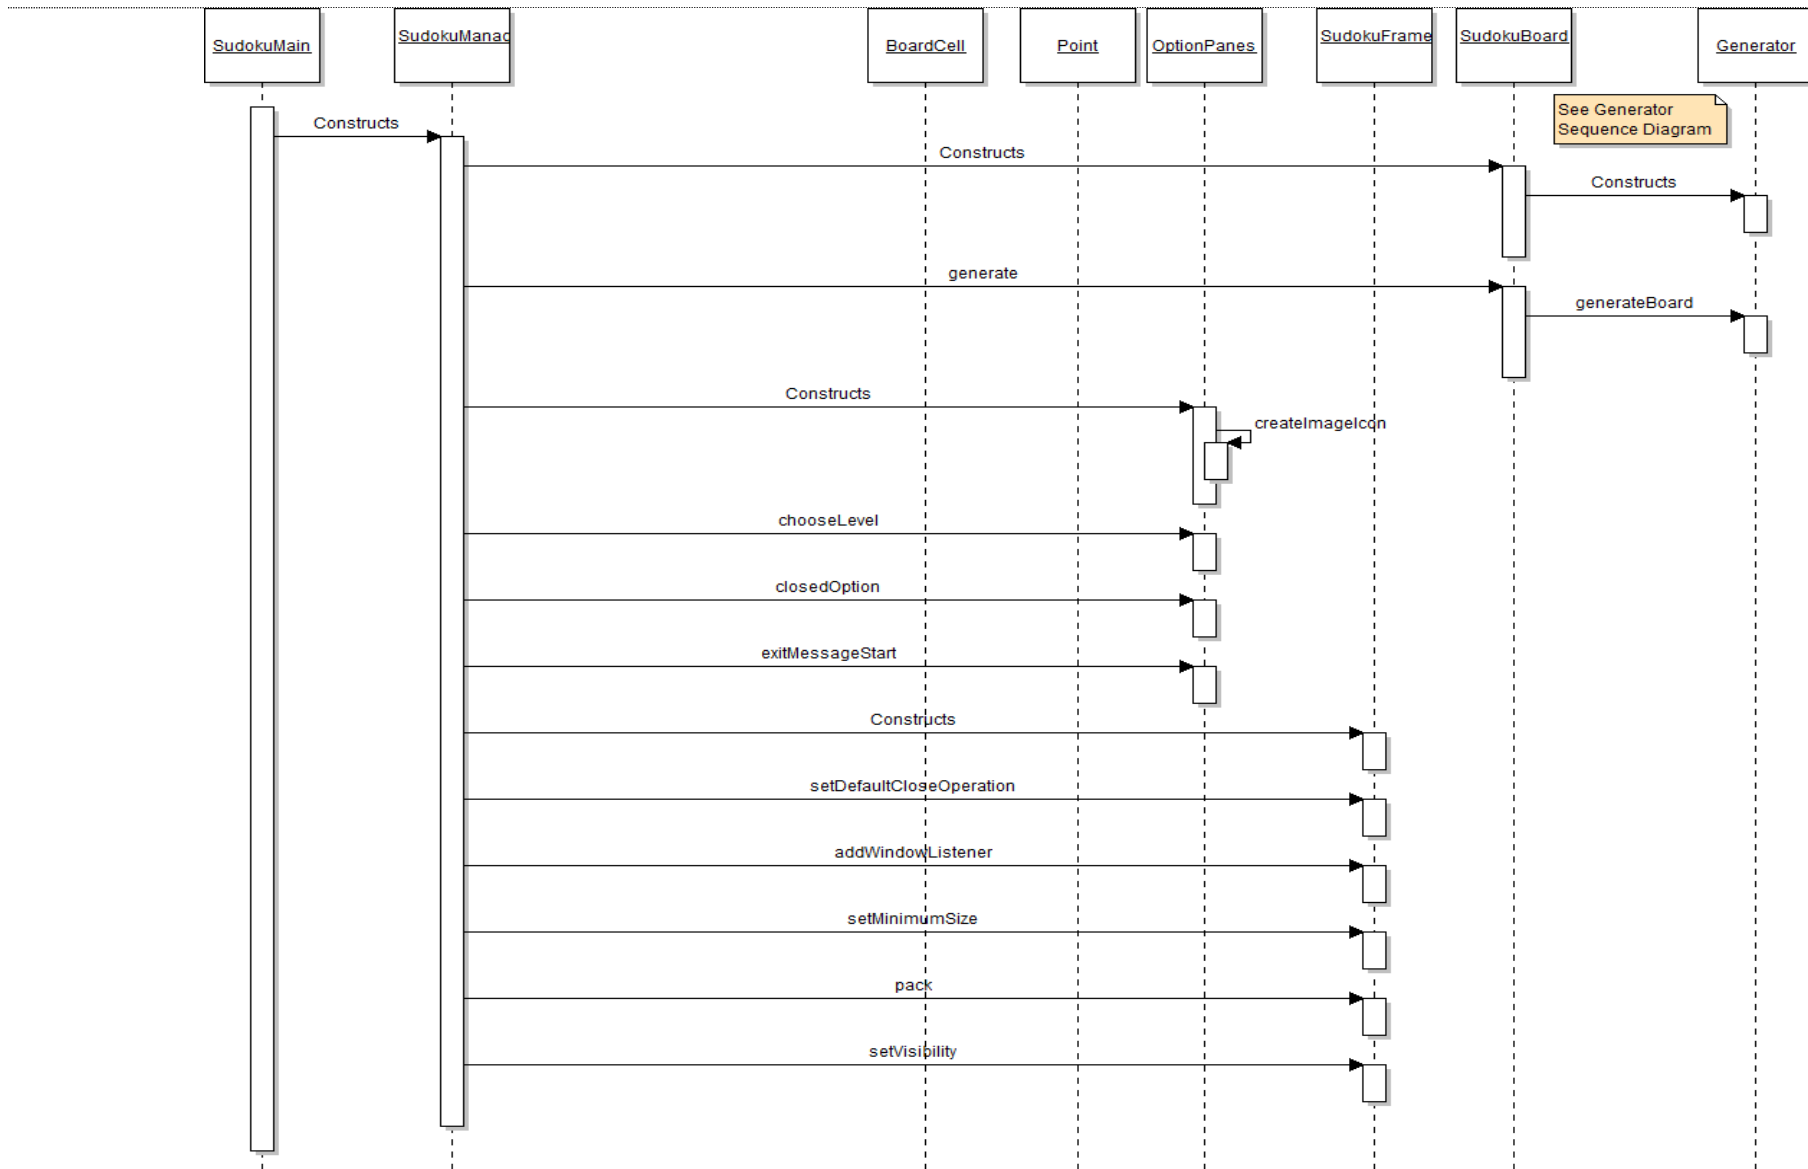 SudokuMain
SudokuManag
BoardCell
Point
OptionPanes
SudokuFrame
SudokuBoard
Generator
See Generator
Sequence Diagram
Constructs
Constructs
Constructs
generate
generateBoard
Constructs
createImageIcon
chooseLevel
closedOption
exitMessageStart
Constructs
setDefaultCloseOperation
addWindowListener
setMinimumSize
pack
setVisibility